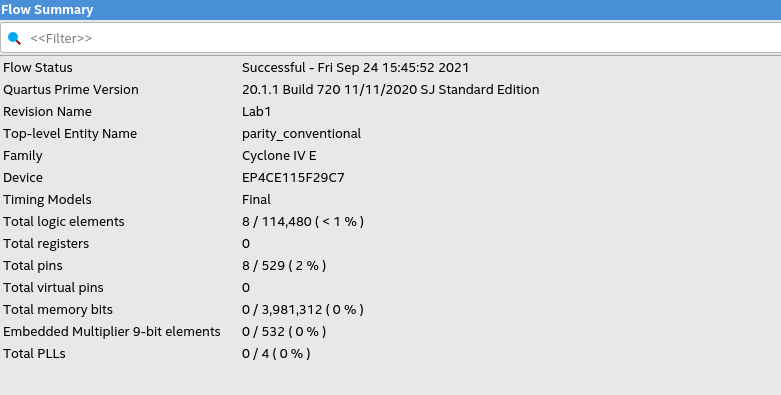 Flow Summary
<<Filter>>
Flow Status Successful - Fri Sep 24 15:45:52 2021
Quartus Prime Version 20.1.1 Build 720 11/11/2020 SJ Standard Edition
Revision Name Lab1
Top-level Entity Name parity_conventional
Family Cyclone IV E
Device EP4CE115F29C7
Timing Models Final
Total logic elements 8 / 114,480 ( < 1 % )
Total registers 0
Total pins 8 / 529 ( 2 % )
Total virtual pins 0
Total memory bits 0 / 3,981,312 ( 0 % )
Embedded Multiplier 9-bit elements 0 / 532 ( 0 % )
Total PLLs 0 / 4 ( 0 % )